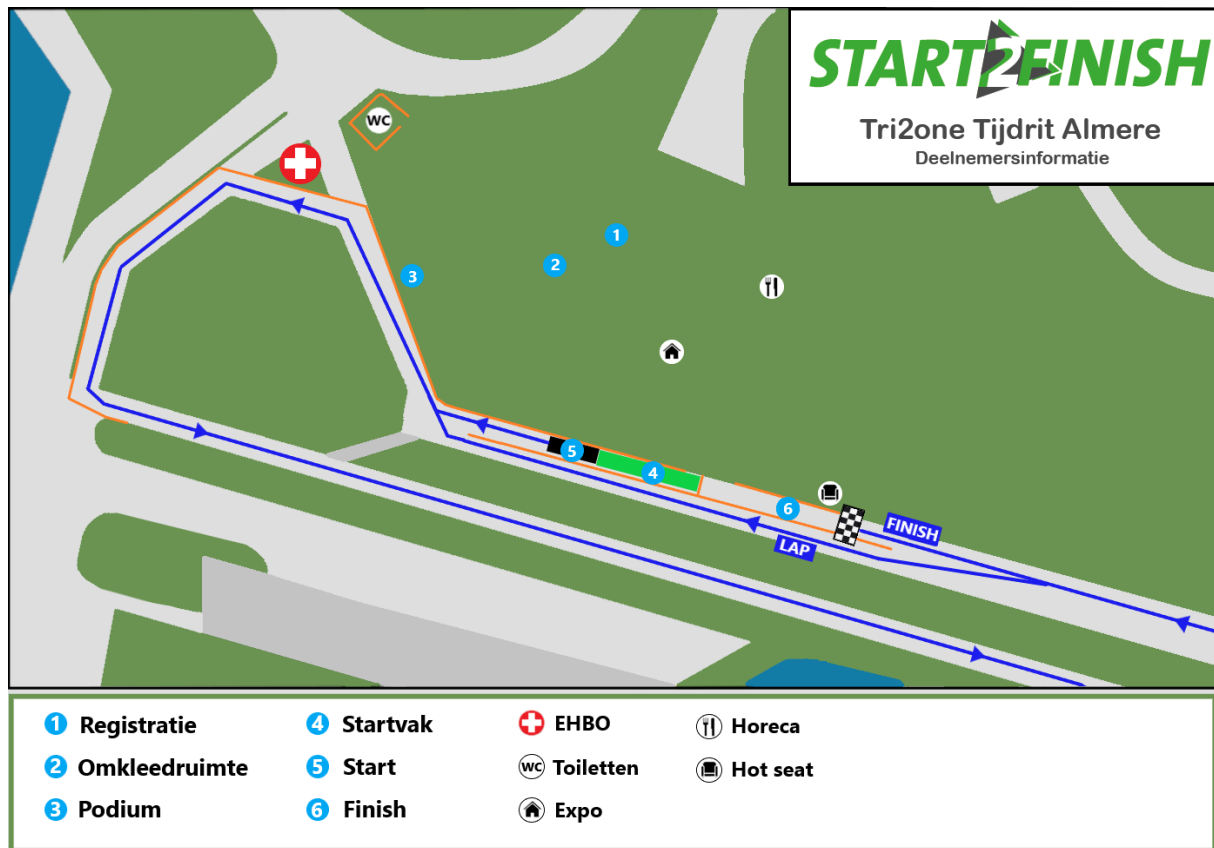 START2FINISH
Tri2one Tijdrit Almere
Deelnemersinformatie
WC
1
2
3
5
4
6
FINISH
LAP
1 Registratie
2 Omkleedruimte
3 Podium
4 Startvak
5 Start
6 Finish
EHBO
WC Toiletten
Expo
Horeca
Hot seat